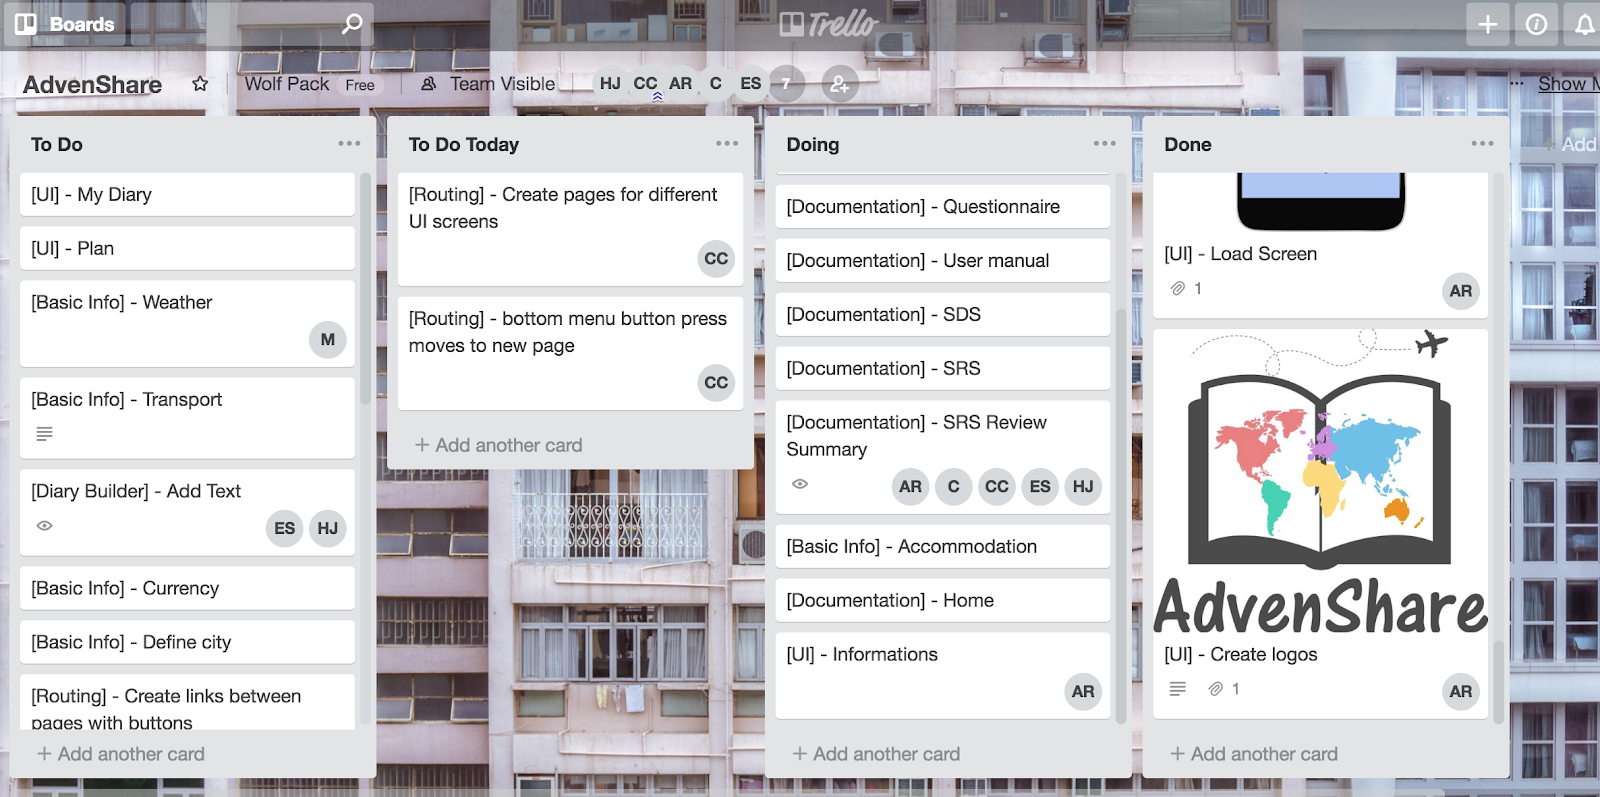 Boards
Trello
AdvenShare
Wolf Pack
Free
Team Visible
HJ CC AR C ES 7
Show
To Do
[UI] - My Diary
[UI] - Plan
[Basic Info] - Weather
M
[Basic Info] - Transport
[Diary Builder] - Add Text
ES HJ
[Basic Info] - Currency
[Basic Info] - Define city
[Routing] - Create links between
pages with buttons
+ Add another card
To Do Today
[Routing] - Create pages for different
UI screens
CC
[Routing] - bottom menu button press
moves to new page
CC
+ Add another card
Doing
[Documentation] - Questionnaire
[Documentation] - User manual
[Documentation] - SDS
[Documentation] - SRS
[Documentation] - SRS Review
Summary
AR C CC ES HJ
[Basic Info] - Accommodation
[Documentation] - Home
[UI] - Informations
AR
+ Add another card
Done
[UI] - Load Screen
1
AR
AdvenShare
[UI] - Create logos
1
AR
+ Add another card
+ Add